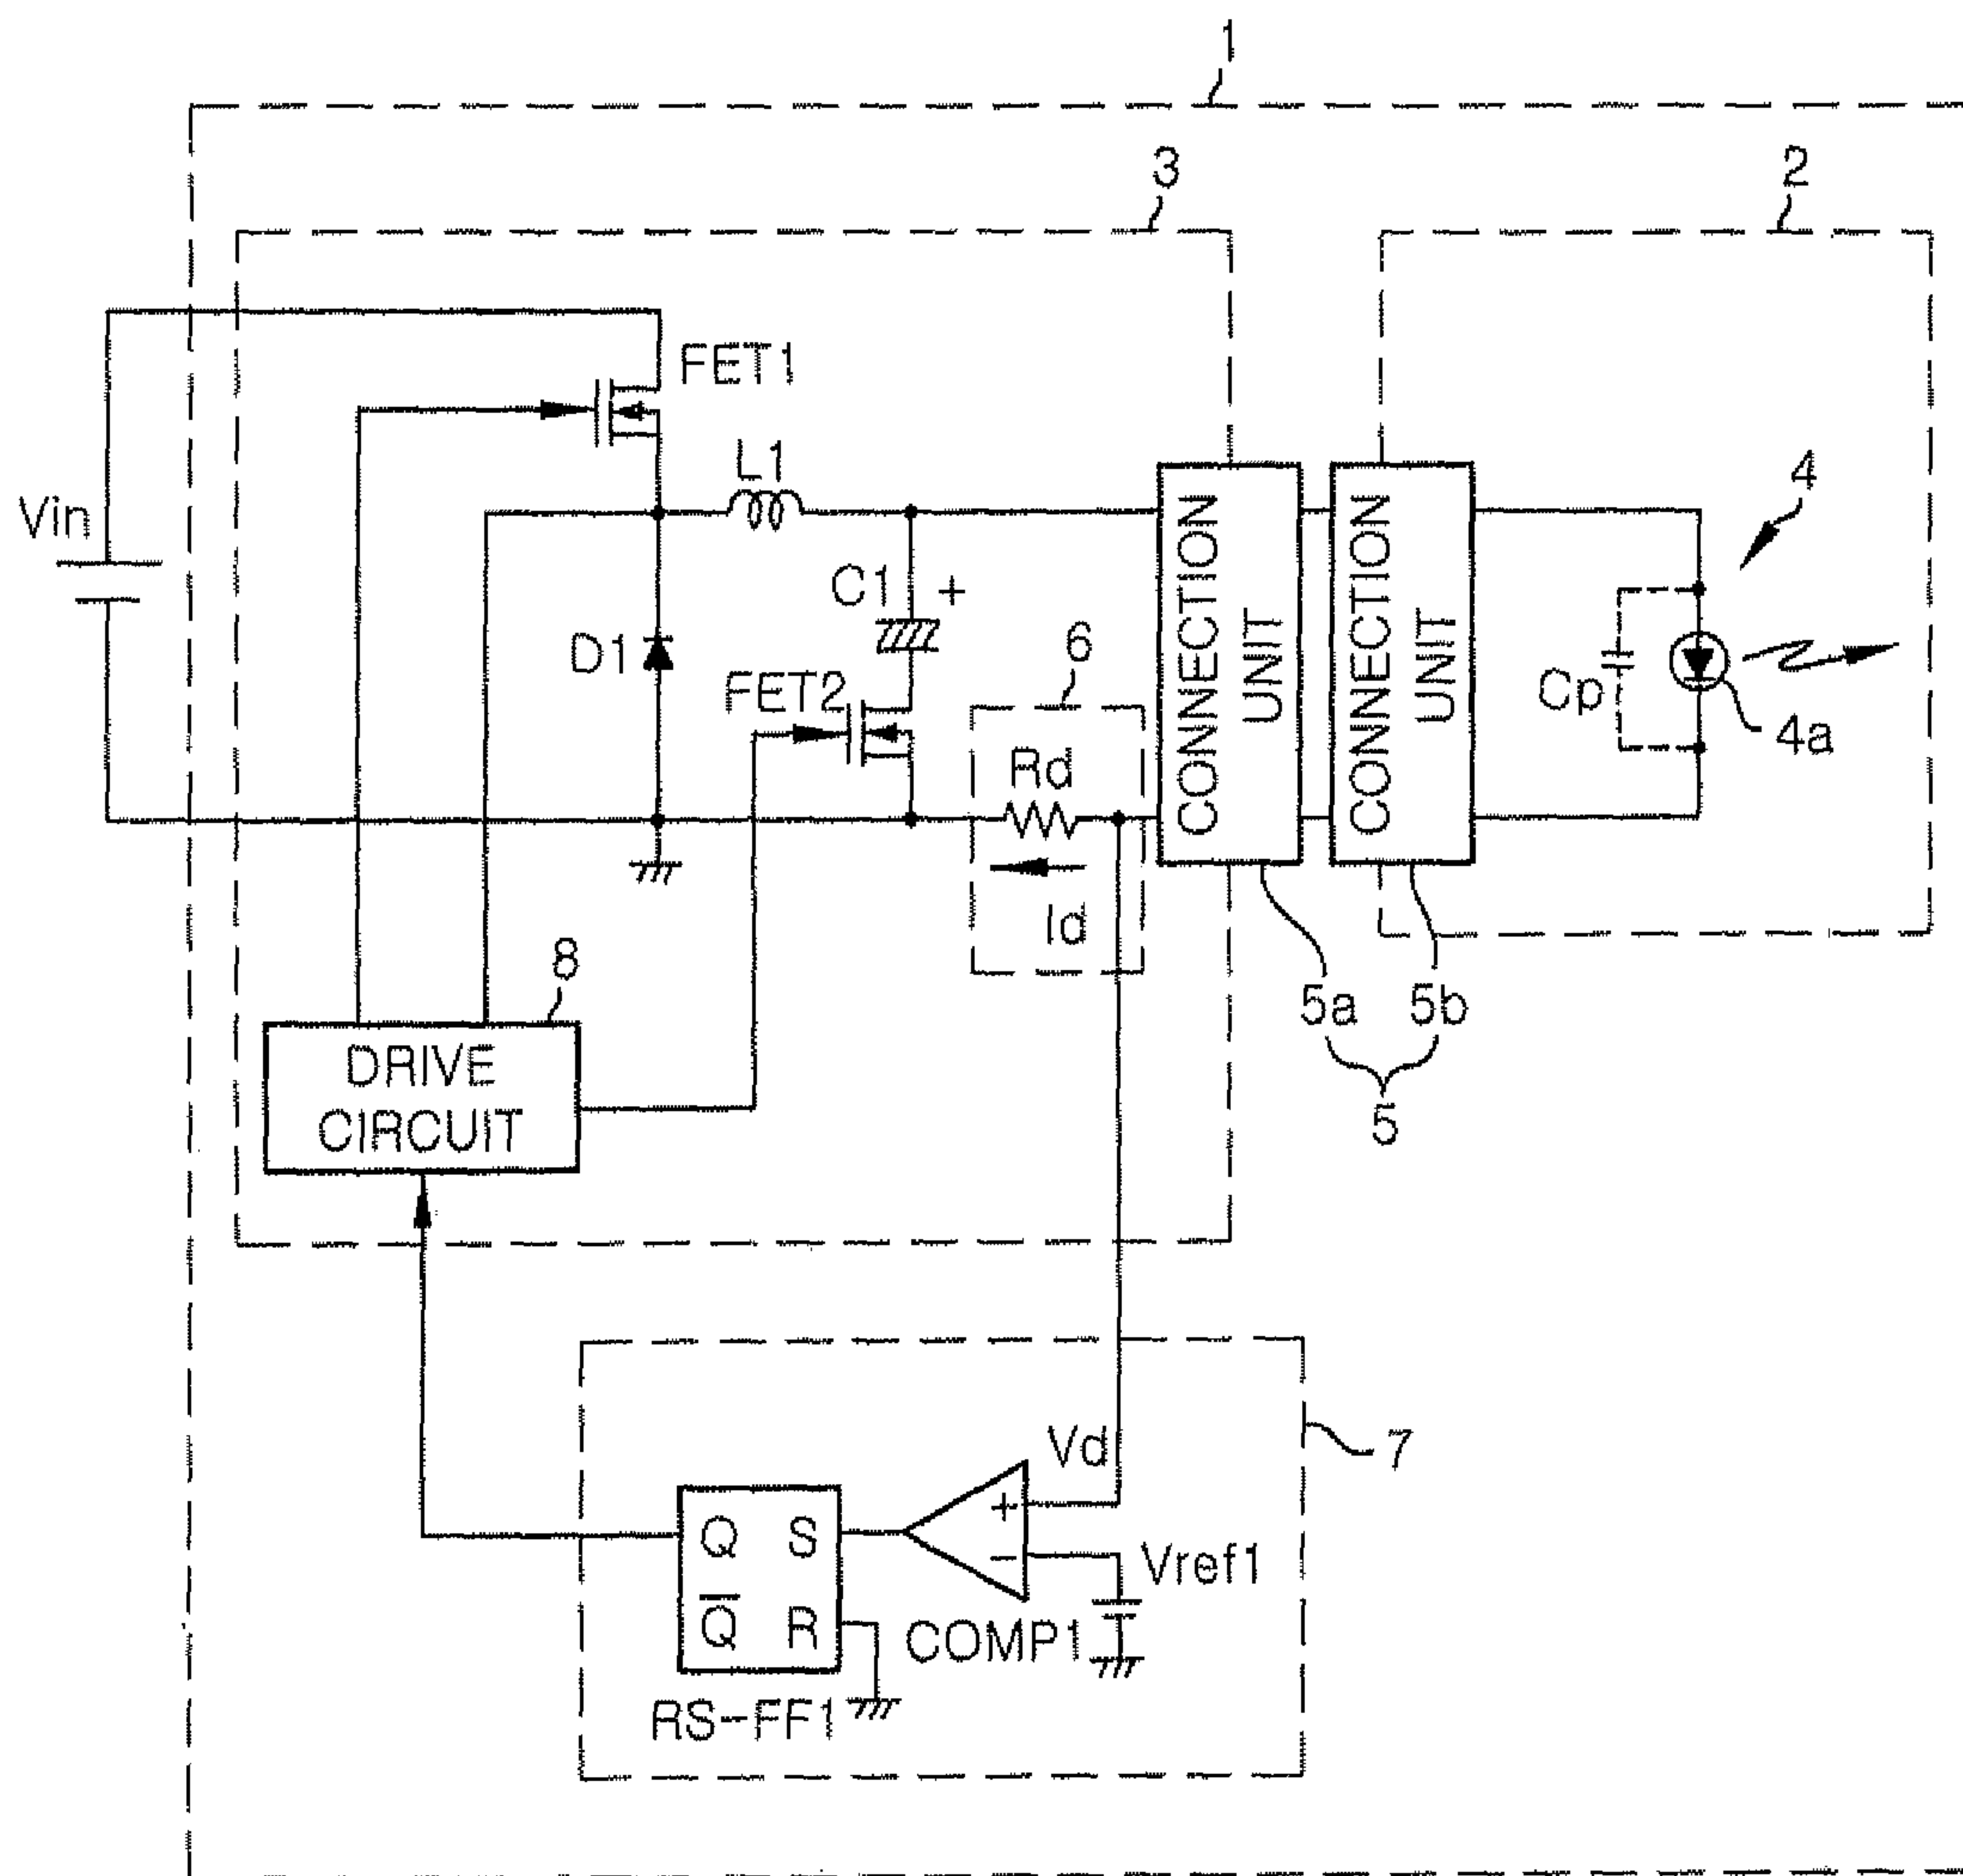 1
3
2
FET1
L1
Vin
4
C1 +
CONNECTION
UNIT
CONNECTION
UNIT
D1
6
FET2
Cp
4a
Rd
Id
8
5a
5b
5
DRIVE
CIRCUIT
7
Vd
Q
S
+
−
Vref1
Q̅
R
COMP1
RS-FF1